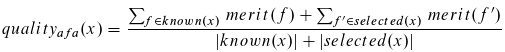 quality_{afa}(x) = \frac{\sum_{f \in known(x)} merit(f) + \sum_{f' \in selected(x)} merit(f')}{|known(x)| + |selected(x)|}